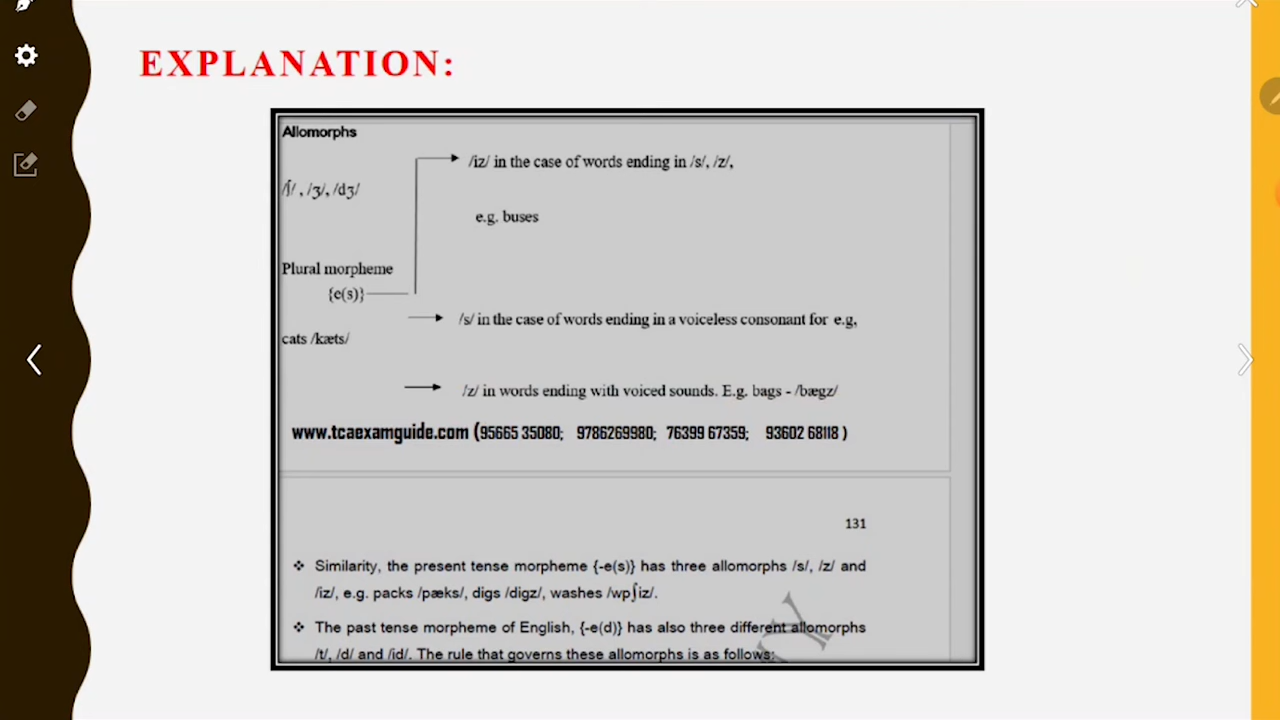 EXPLANATION:
Allomorphs
/iz/ in the case of words ending in /s/, /z/,
/ʃ/ , /ʒ/, /dʒ/
e.g. buses
Plural morpheme
{e(s)}
/s/ in the case of words ending in a voiceless consonant for e.g,
cats /kæts/
/z/ in words ending with voiced sounds. E.g. bags - /bægz/
www.tcaexamguide.com (95665 35080; 9786269980; 76399 67359; 93602 68118 )
131
❖ Similarity, the present tense morpheme {-e(s)} has three allomorphs /s/, /z/ and
/iz/, e.g. packs /pæks/, digs /digz/, washes /wpʃiz/.
❖ The past tense morpheme of English, {-e(d)} has also three different allomorphs
/t/, /d/ and /id/. The rule that governs these allomorphs is as follows: